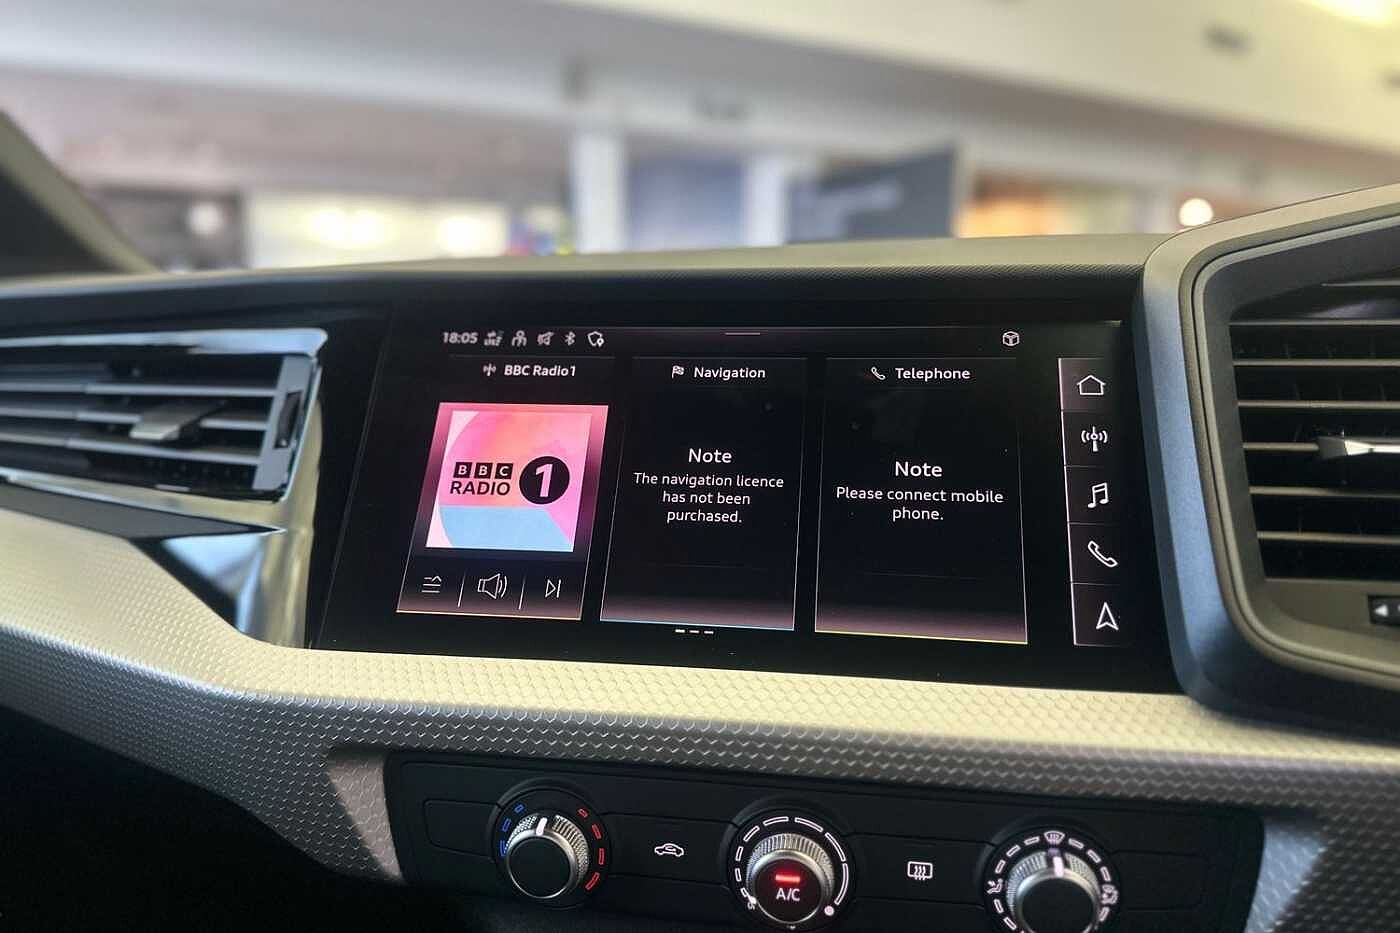 18:05
BBC Radio 1
Navigation
Telephone
BBC
RADIO 1
Note
The navigation licence
has not been
purchased.
Note
Please connect mobile
phone.
A/C